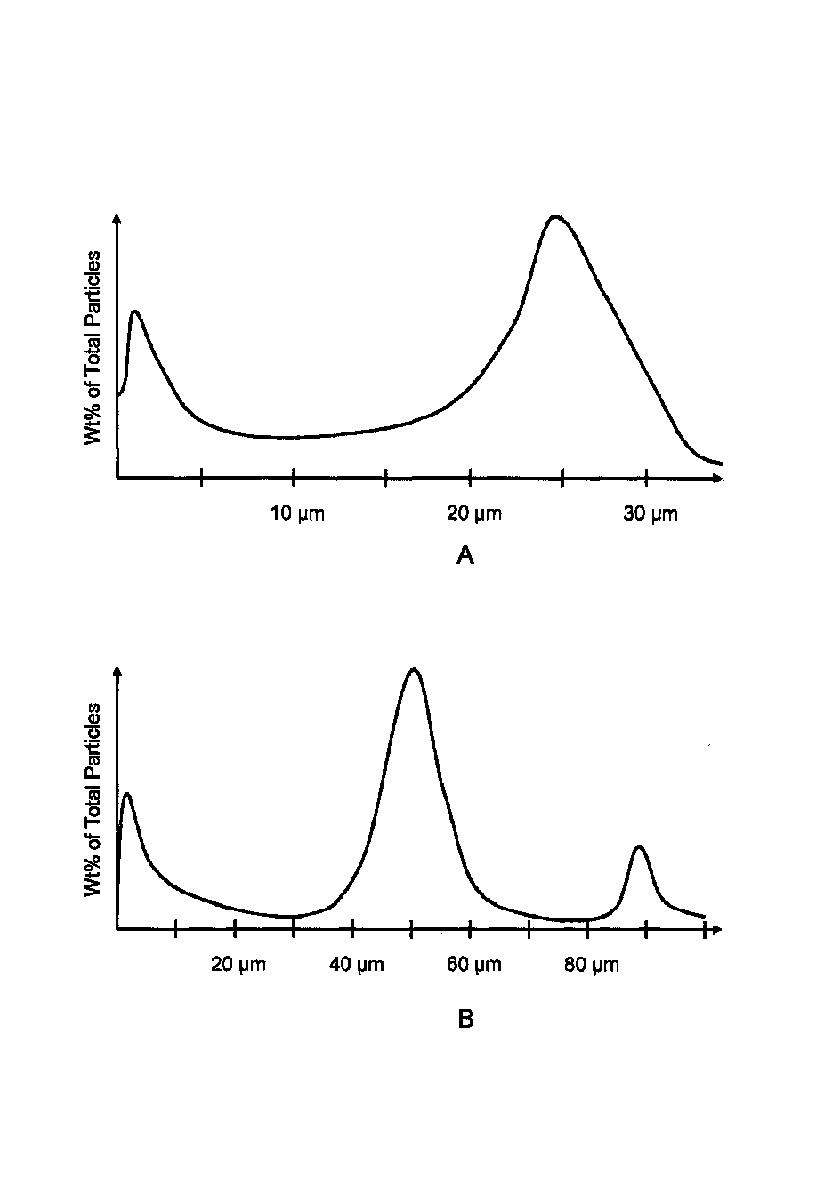 Wt% of Total Particles
10 µm 20 µm 30 µm
A
Wt% of Total Particles
20 µm 40 µm 60 µm 80 µm
B